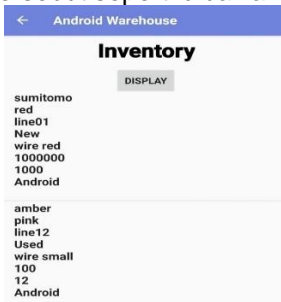 Android Warehouse
Inventory
DISPLAY
sumitomo
red
line01
New
wire red
1000000
1000
Android
amber
pink
line12
Used
wire small
100
12
Android